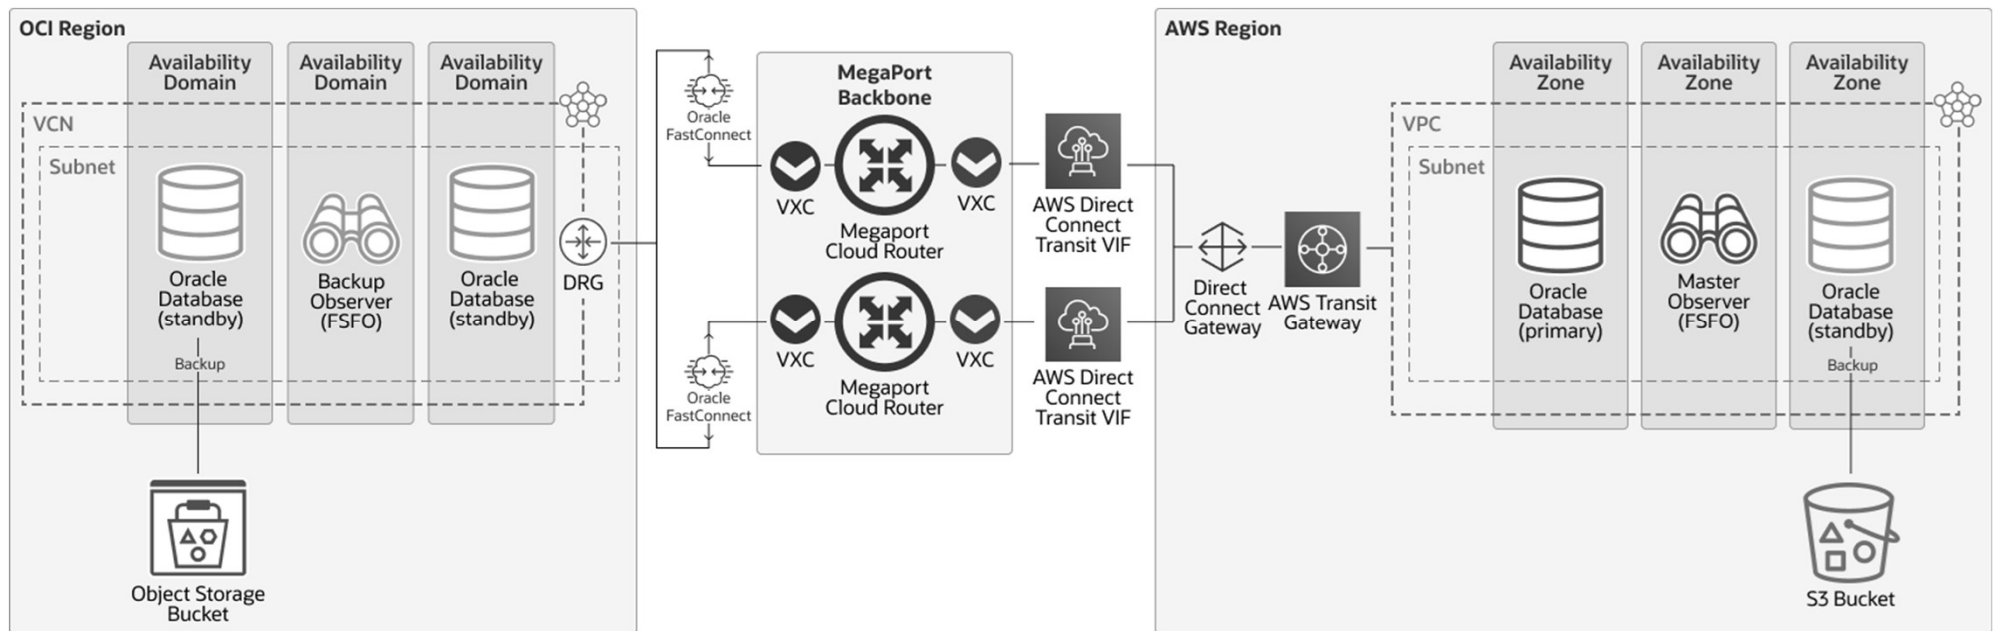 OCI Region
Availability
Domain
Availability
Domain
Availability
Domain
VCN
Subnet
Oracle
Database
(standby)
Backup
Observer
(FSFO)
Oracle
Database
(standby)
DRG
Backup
Object Storage
Bucket
Oracle
FastConnect
Oracle
FastConnect
MegaPort
Backbone
VXC
Megaport
Cloud Router
VXC
VXC
Megaport
Cloud Router
VXC
AWS Direct
Connect
Transit VIF
AWS Direct
Connect
Transit VIF
AWS Region
Direct
Connect
Gateway
AWS Transit
Gateway
Availability
Zone
Availability
Zone
Availability
Zone
VPC
Subnet
Oracle
Database
(primary)
Master
Observer
(FSFO)
Oracle
Database
(standby)
Backup
S3 Bucket